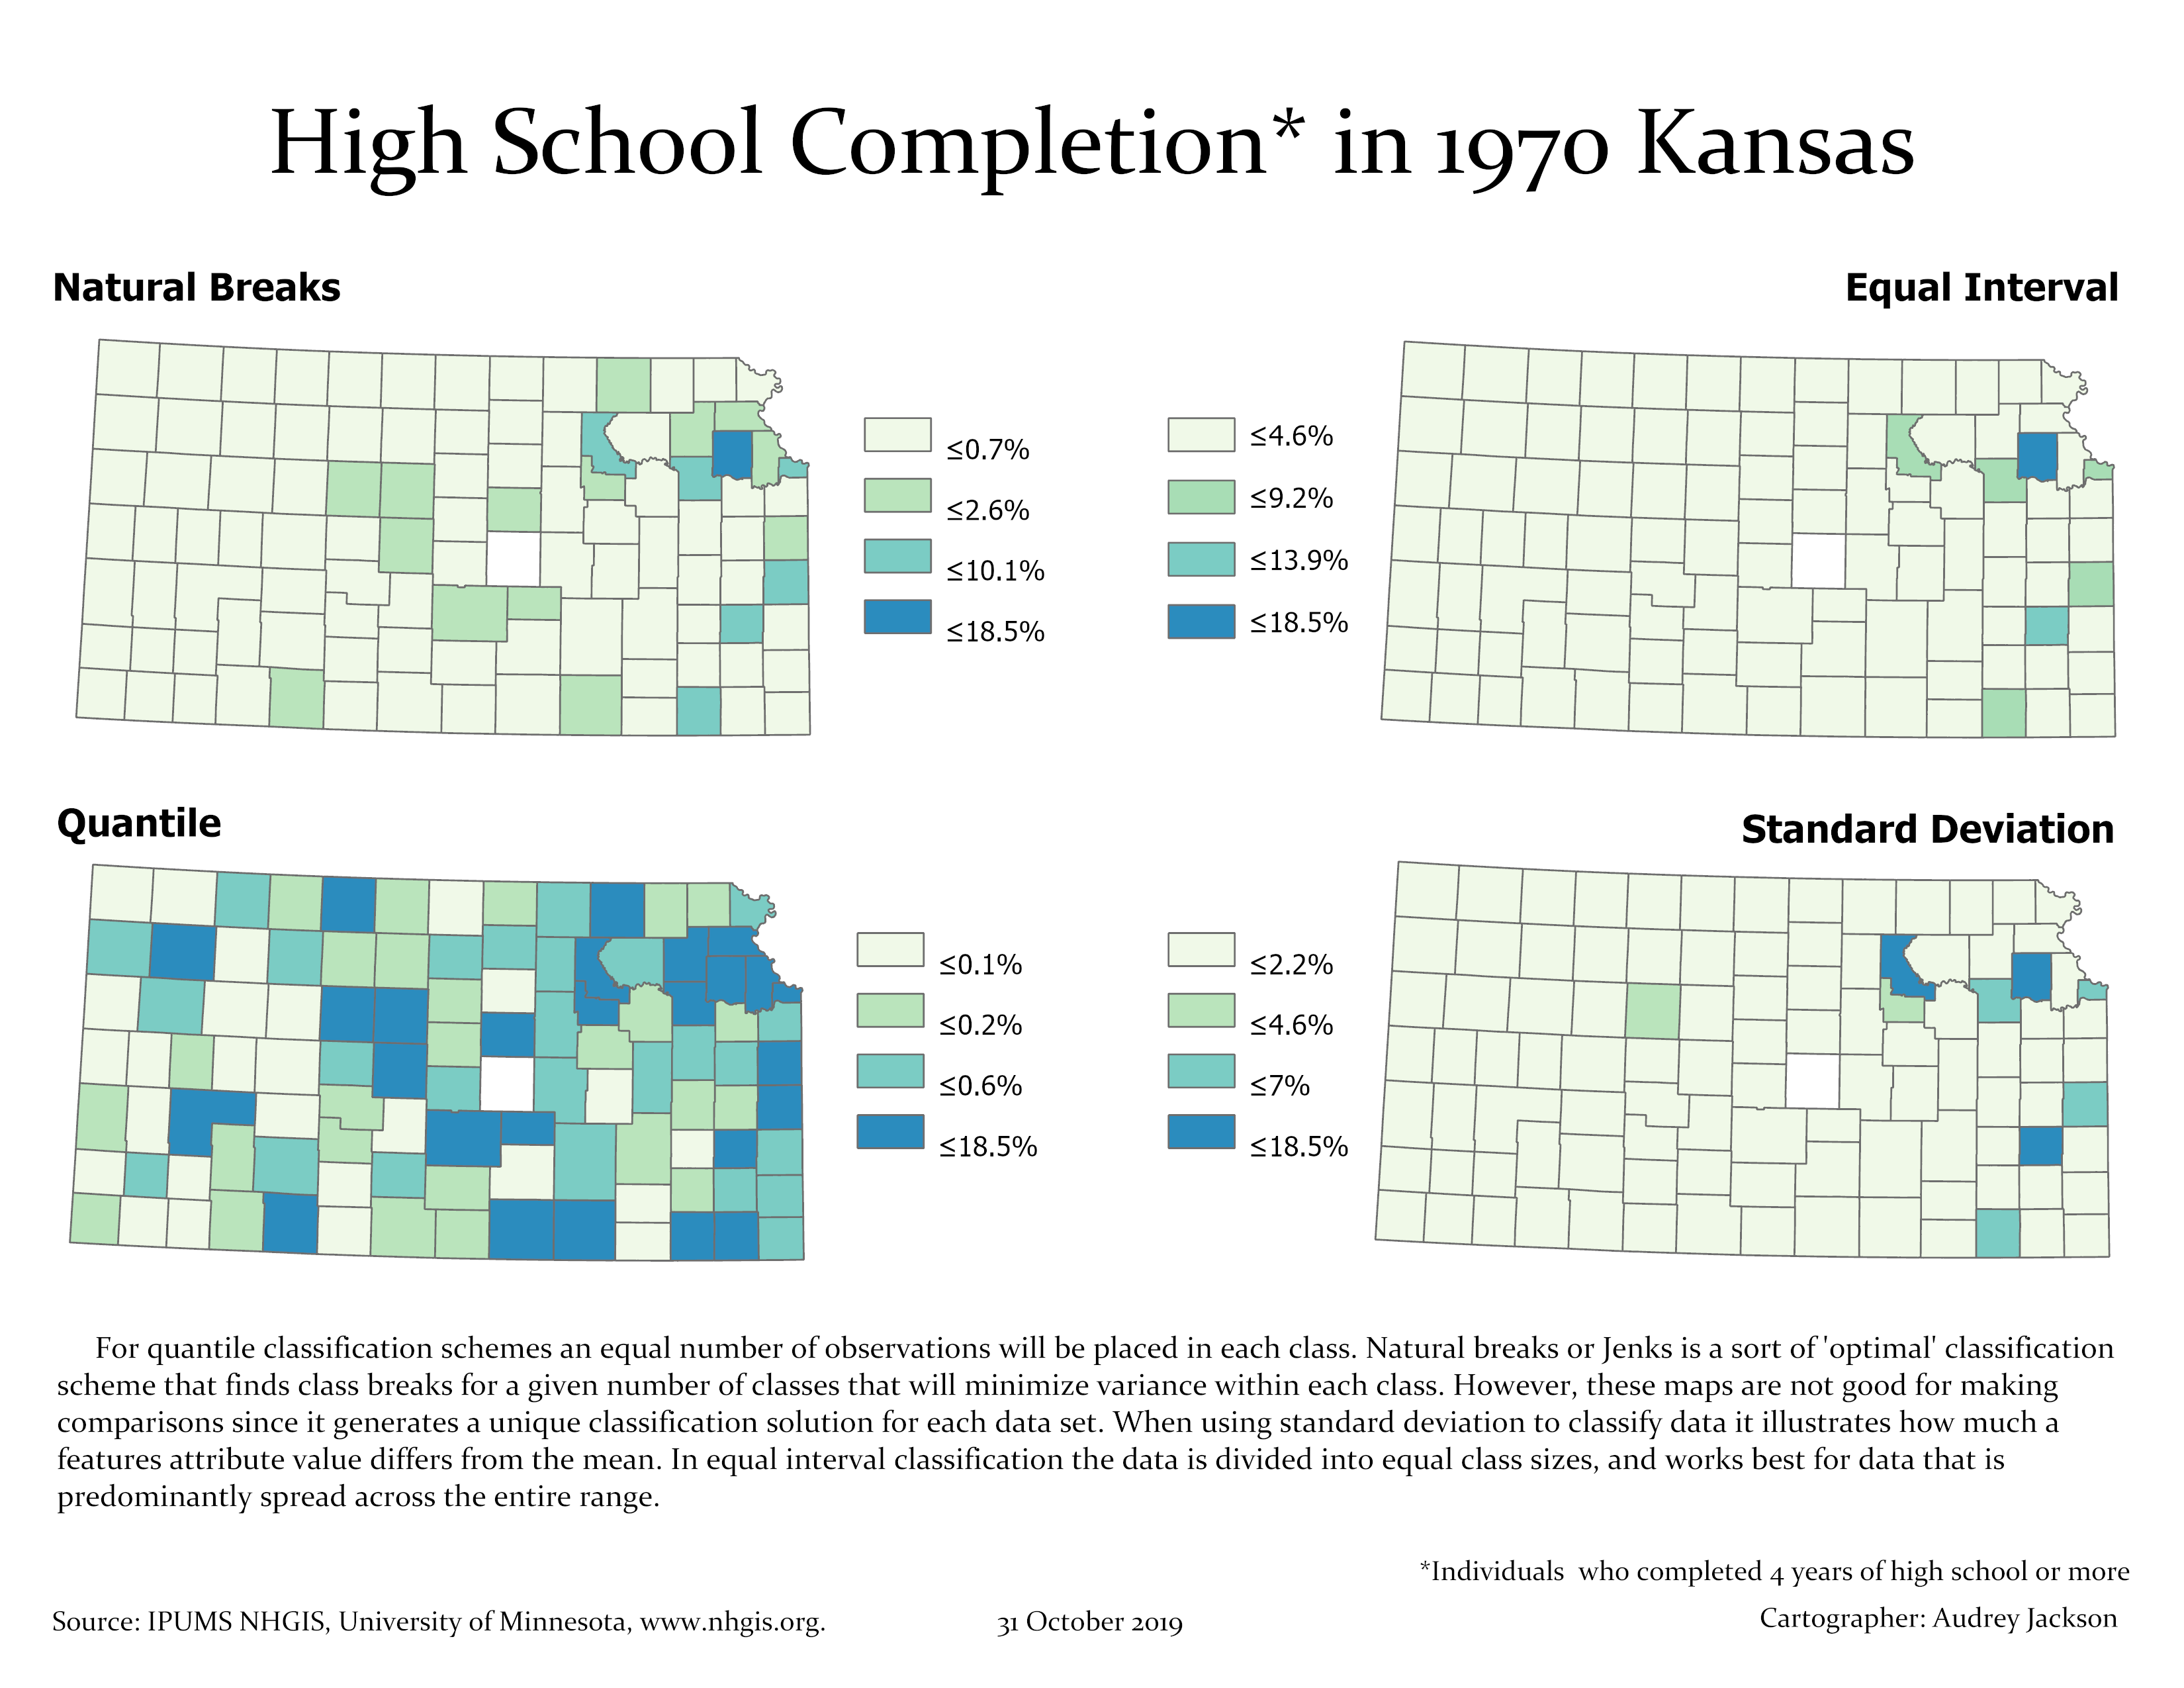 High School Completion* in 1970 Kansas
Natural Breaks
≤0.7%
≤2.6%
≤10.1%
≤18.5%
Equal Interval
≤4.6%
≤9.2%
≤13.9%
≤18.5%
Quantile
≤0.1%
≤0.2%
≤0.6%
≤18.5%
Standard Deviation
≤2.2%
≤4.6%
≤7%
≤18.5%
For quantile classification schemes an equal number of observations will be placed in each class. Natural breaks or Jenks is a sort of 'optimal' classification
scheme that finds class breaks for a given number of classes that will minimize variance within each class. However, these maps are not good for making
comparisons since it generates a unique classification solution for each data set. When using standard deviation to classify data it illustrates how much a
features attribute value differs from the mean. In equal interval classification the data is divided into equal class sizes, and works best for data that is
predominantly spread across the entire range.
*Individuals who completed 4 years of high school or more
Source: IPUMS NHGIS, University of Minnesota, www.nhgis.org.
31 October 2019
Cartographer: Audrey Jackson